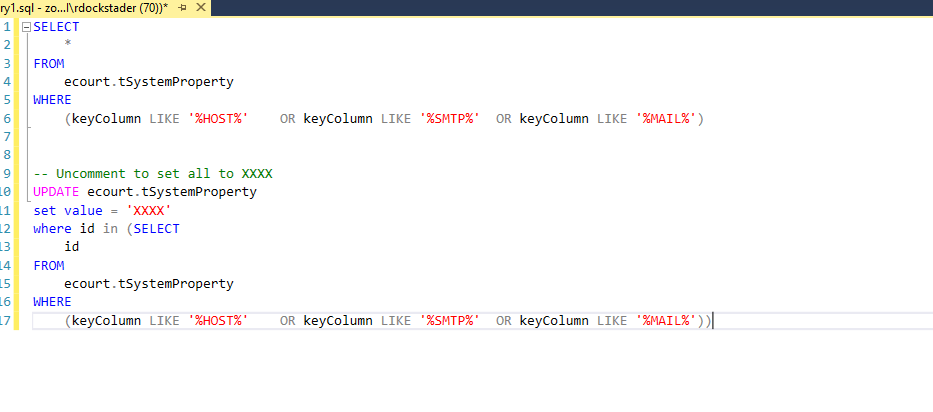 ry1.sql - zo...l\rdockstader (70))*
1 SELECT
2 *
3 FROM
4 ecourt.tSystemProperty
5 WHERE
6 (keyColumn LIKE '%HOST%' OR keyColumn LIKE '%SMTP%' OR keyColumn LIKE '%MAIL%')
7
8
9 -- Uncomment to set all to XXXX
10 UPDATE ecourt.tSystemProperty
11 set value = 'XXXX'
12 where id in (SELECT
13 id
14 FROM
15 ecourt.tSystemProperty
16 WHERE
17 (keyColumn LIKE '%HOST%' OR keyColumn LIKE '%SMTP%' OR keyColumn LIKE '%MAIL%'))